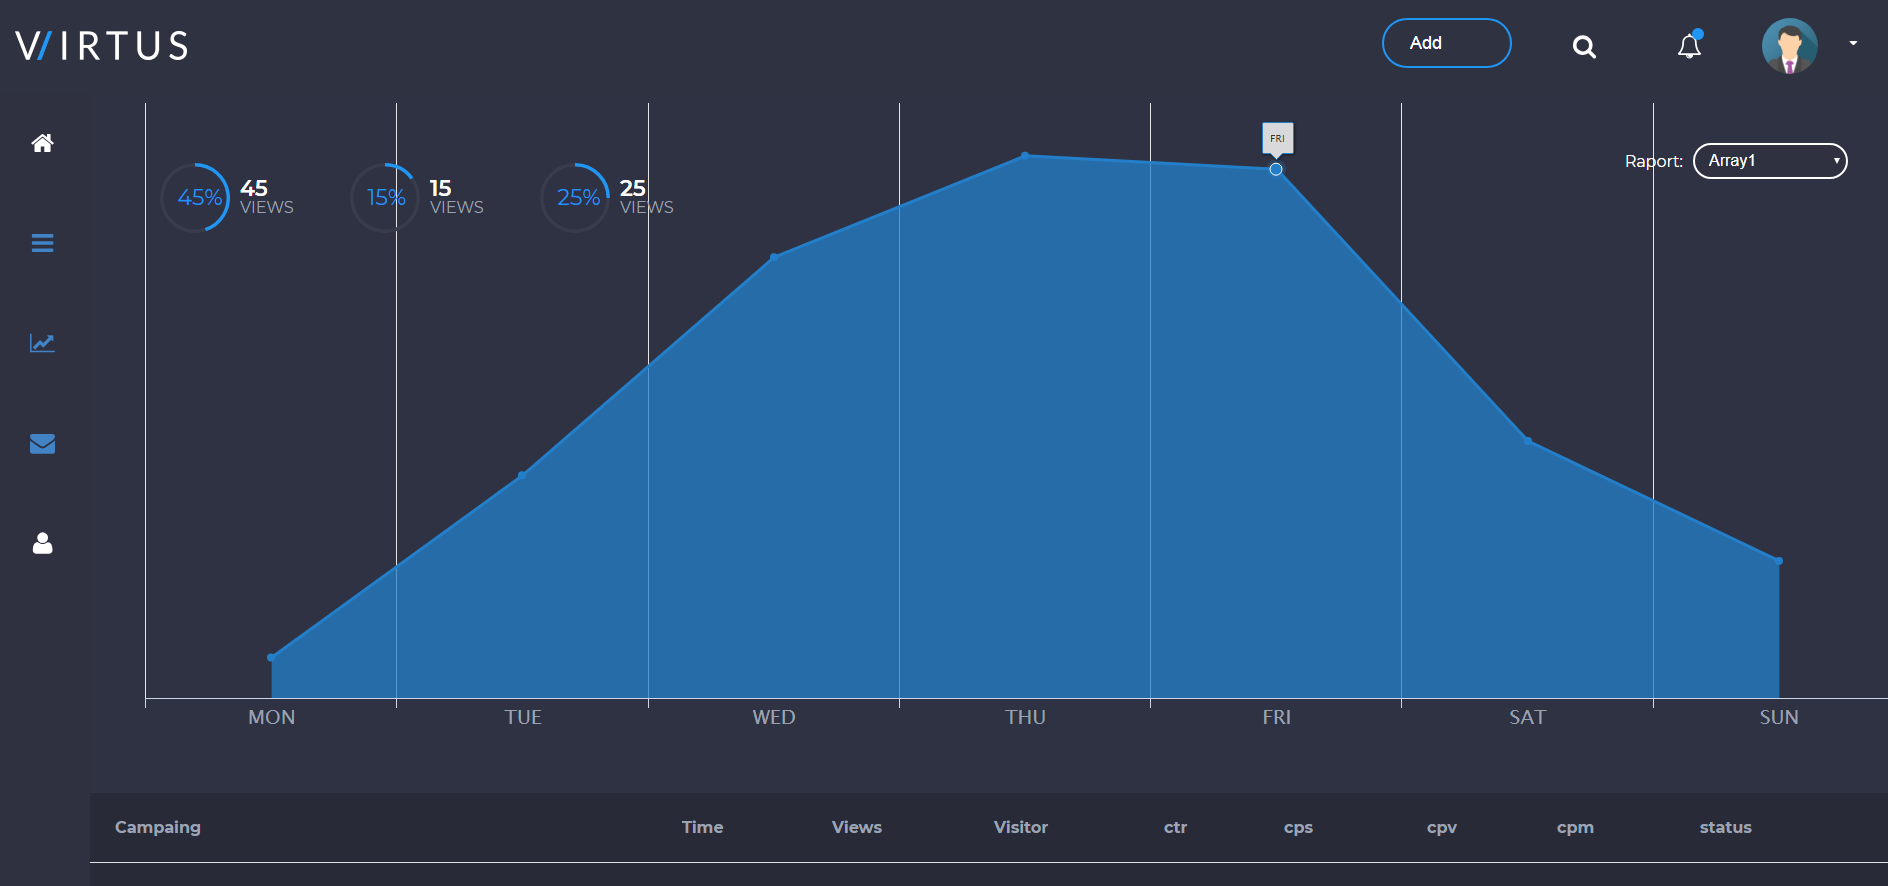 VIRTUS
Add
FRI
Raport: Array1
45% 45 VIEWS
15% 15 VIEWS
25% 25 VIEWS
MON TUE WED THU FRI SAT SUN
Campaing Time Views Visitor ctr cps cpv cpm status